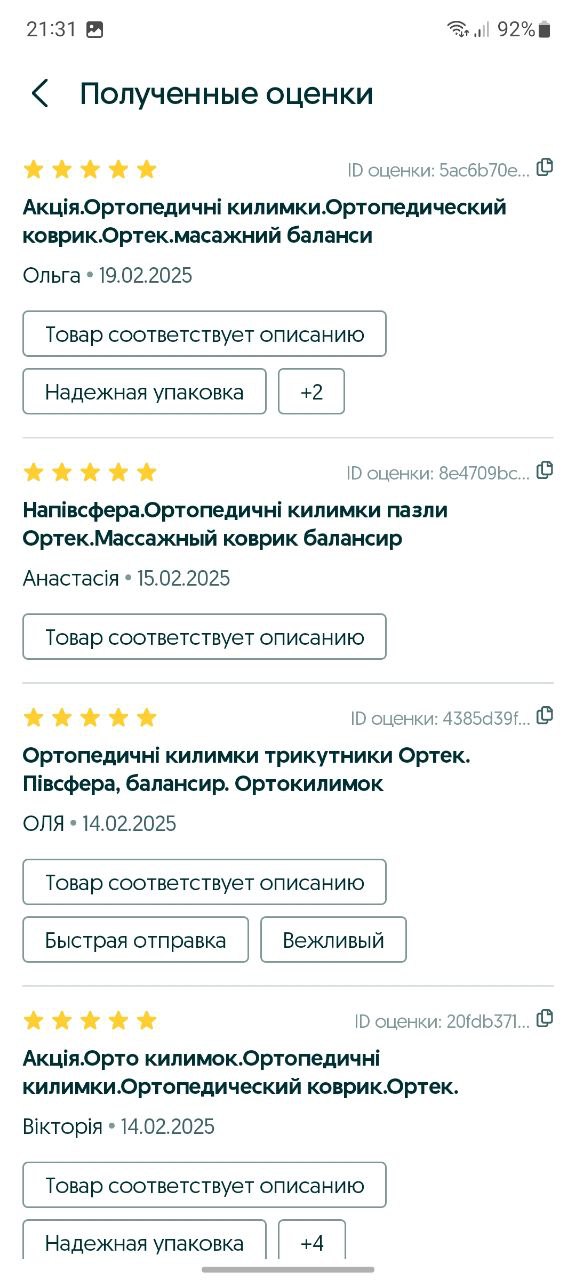 21:31 92%
Полученные оценки
ID оценки: 5ac6b70e...
Акція.Ортопедичні килимки.Ортопедический
коврик.Ортек.масажний баланси
Ольга • 19.02.2025
Товар соответствует описанию
Надежная упаковка +2
ID оценки: 8e4709bc...
Напівсфера.Ортопедичні килимки пазли
Ортек.Массажный коврик балансир
Анастасія • 15.02.2025
Товар соответствует описанию
ID оценки: 4385d39f...
Ортопедичні килимки трикутники Ортек.
Півсфера, балансир. Ортокилимок
ОЛЯ • 14.02.2025
Товар соответствует описанию
Быстрая отправка Вежливый
ID оценки: 20fdb371...
Акція.Орто килимок.Ортопедичні
килимки.Ортопедический коврик.Ортек.
Вікторія • 14.02.2025
Товар соответствует описанию
Надежная упаковка +4